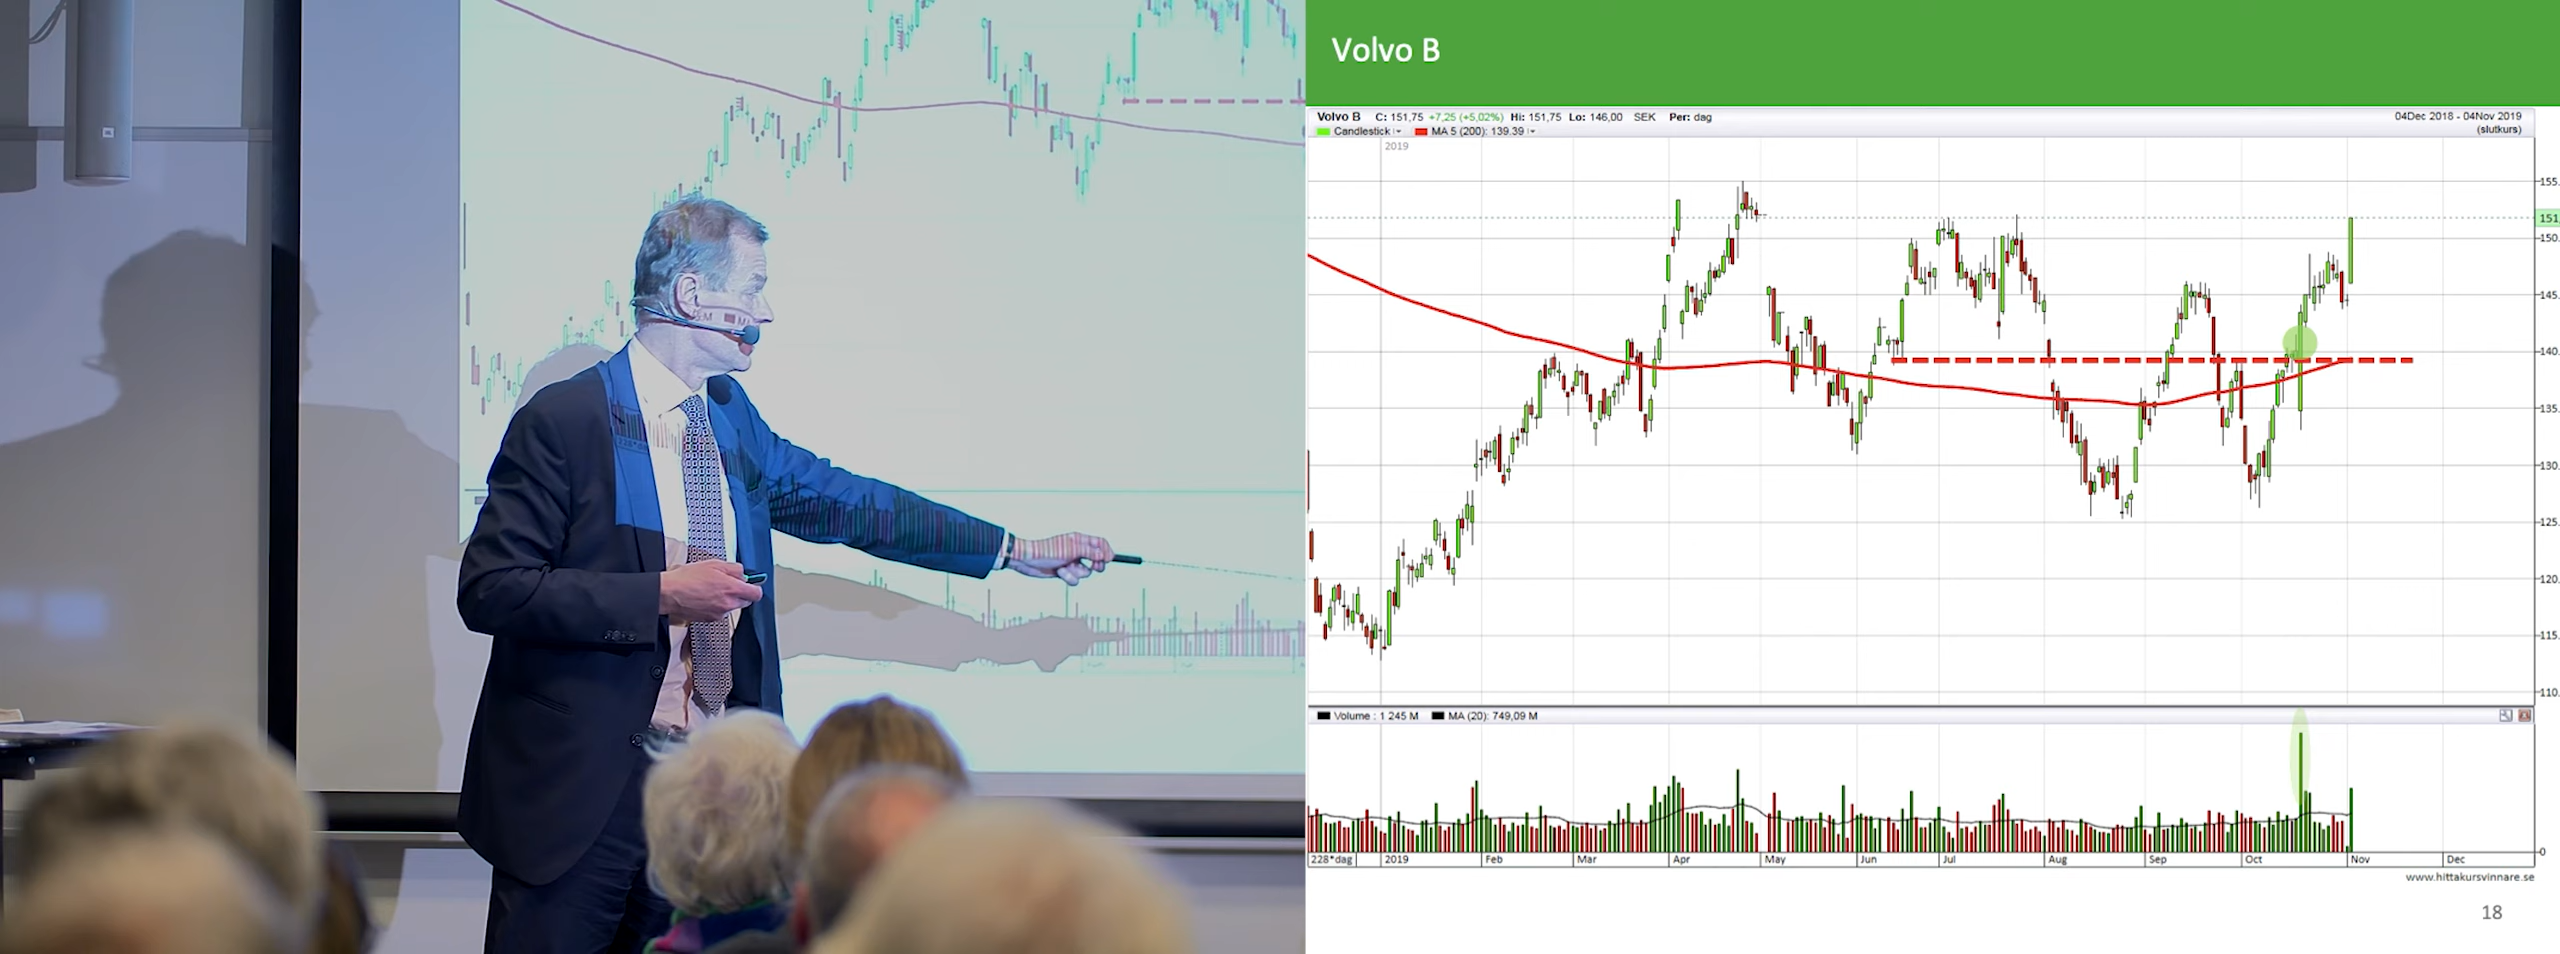 Volvo B
Volvo B C: 151,75 +7,25 (+5,02%) Hi: 151,75 Lo: 146,00 SEK Per: dag
04Dec 2018 - 04Nov 2019
Candlestick MA 5 (200): 139.39
(slutkurs)
2019
155.
151,
150.
145.
140.
135.
130.
125.
120.
115.
110.
Volume : 1 245 M MA (20): 749,09 M
0
228*dag 2019 Feb Mar Apr May Jun Jul Aug Sep Oct Nov Dec
www.hittakursvinnare.se
18